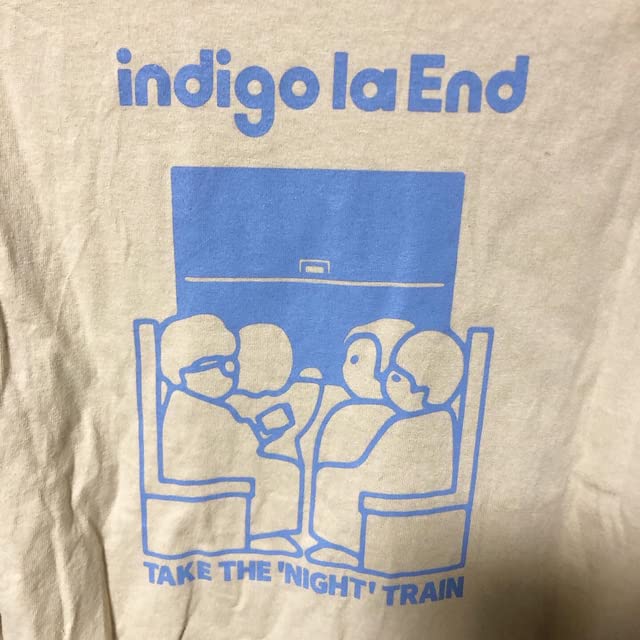 indigo la End
TAKE THE 'NIGHT' TRAIN